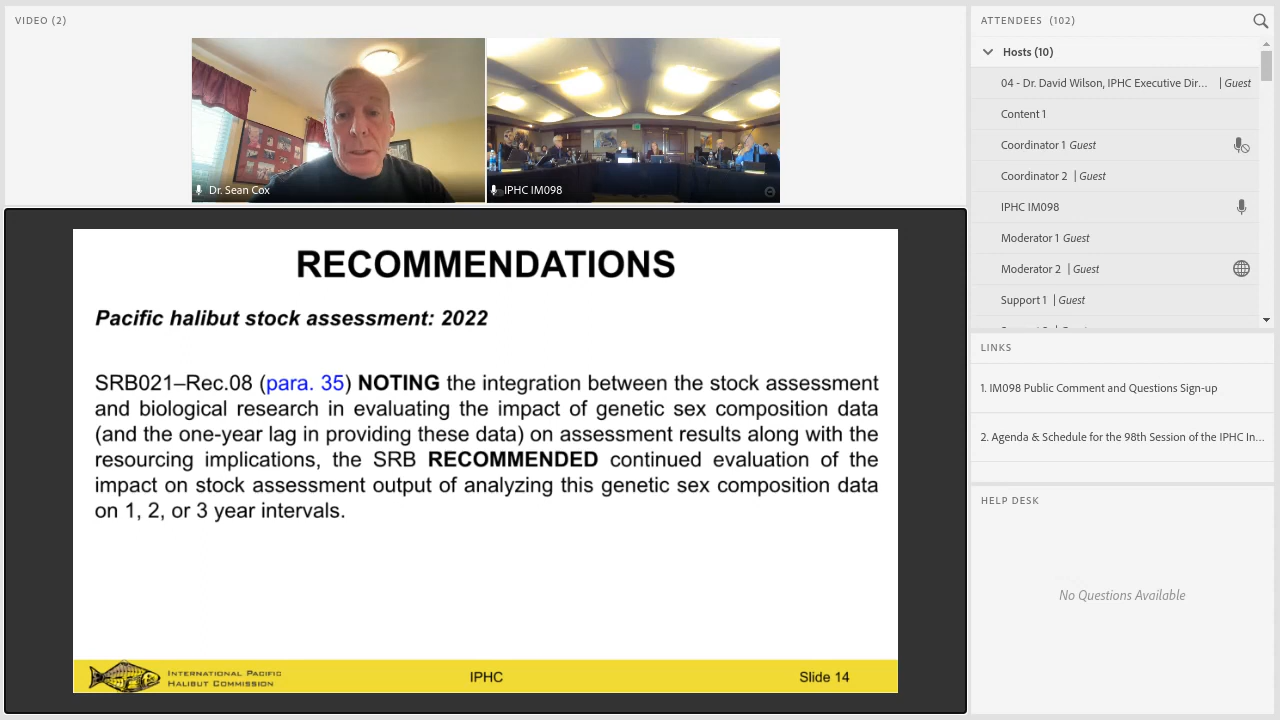 VIDEO (2)
Dr. Sean Cox
IPHC IM098
RECOMMENDATIONS
Pacific halibut stock assessment: 2022
SRB021–Rec.08 (para. 35) NOTING the integration between the stock assessment
and biological research in evaluating the impact of genetic sex composition data
(and the one-year lag in providing these data) on assessment results along with the
resourcing implications, the SRB RECOMMENDED continued evaluation of the
impact on stock assessment output of analyzing this genetic sex composition data
on 1, 2, or 3 year intervals.
INTERNATIONAL PACIFIC
HALIBUT COMMISSION
IPHC
Slide 14
ATTENDEES (102)
Hosts (10)
04 - Dr. David Wilson, IPHC Executive Dir... | Guest
Content 1
Coordinator 1 Guest
Coordinator 2 | Guest
IPHC IM098
Moderator 1 Guest
Moderator 2 | Guest
Support 1 | Guest
LINKS
1. IM098 Public Comment and Questions Sign-up
2. Agenda & Schedule for the 98th Session of the IPHC In...
HELP DESK
No Questions Available